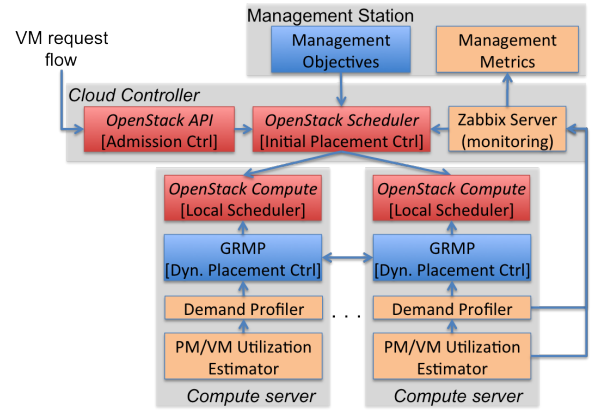 Management Station
VM request
flow
Management
Objectives
Management
Metrics
Cloud Controller
OpenStack API
[Admission Ctrl]
OpenStack Scheduler
[Initial Placement Ctrl]
Zabbix Server
(monitoring)
OpenStack Compute
[Local Scheduler]
OpenStack Compute
[Local Scheduler]
GRMP
[Dyn. Placement Ctrl]
GRMP
[Dyn. Placement Ctrl]
Demand Profiler
. . .
Demand Profiler
PM/VM Utilization
Estimator
PM/VM Utilization
Estimator
Compute server
Compute server